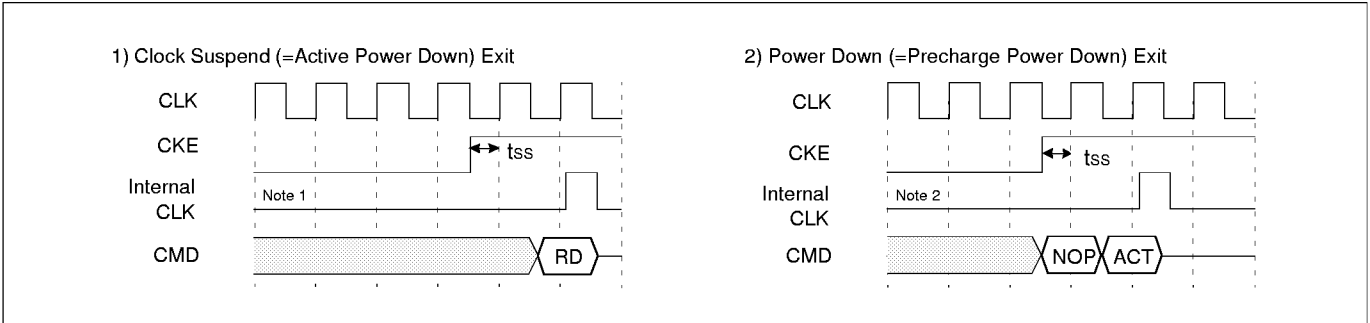 1) Clock Suspend (=Active Power Down) Exit
CLK
CKE
tss
Internal
CLK
Note 1
CMD
RD
2) Power Down (=Precharge Power Down) Exit
CLK
CKE
tss
Internal
CLK
Note 2
CMD
NOP
ACT